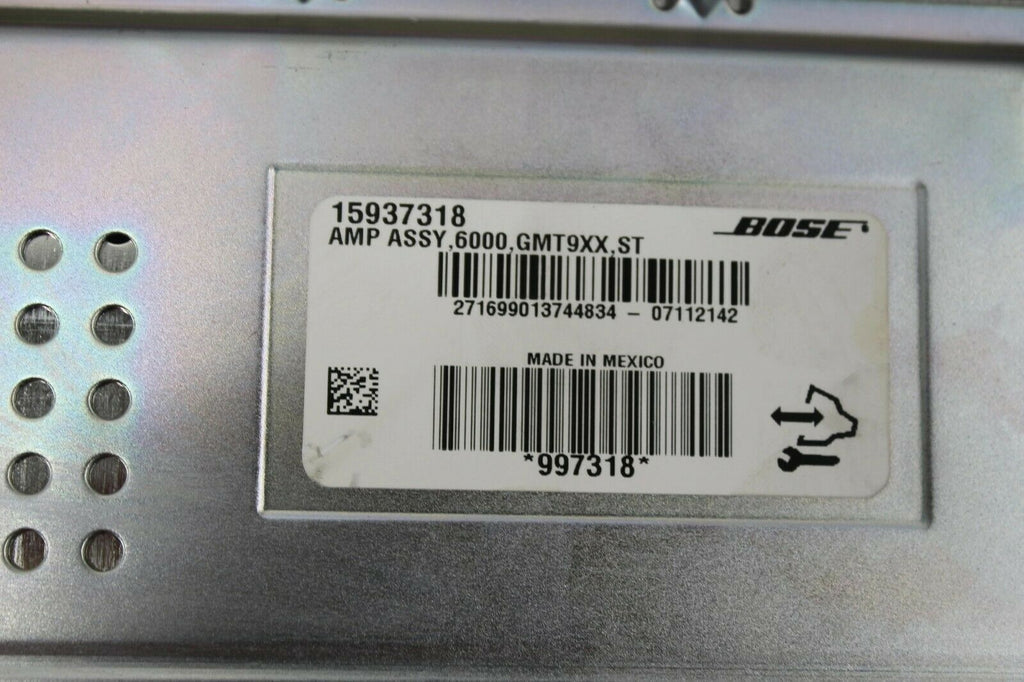 15937318
BOSE
AMP ASSY,6000,GMT9XX,ST
271699013744834 - 07112142
MADE IN MEXICO
*997318*